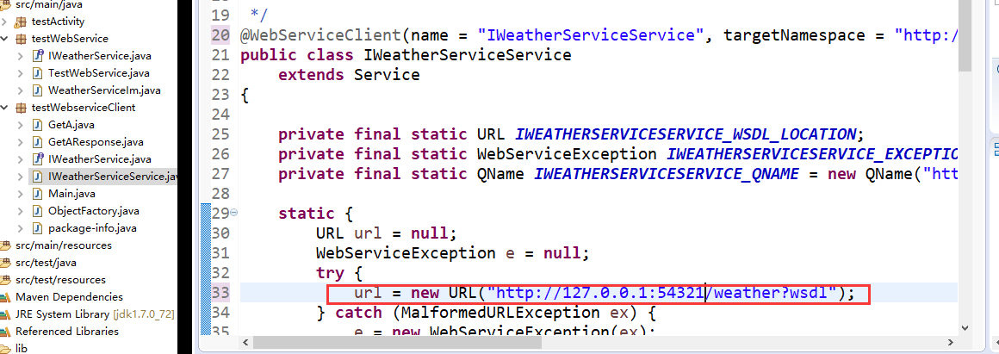 src/main/java
testActivity
testWebService
IWeatherService.java
TestWebService.java
WeatherServiceIm.java
testWebserviceClient
GetA.java
GetAResponse.java
IWeatherService.java
IWeatherServiceService.jav
Main.java
ObjectFactory.java
package-info.java
src/main/resources
src/test/java
src/test/resources
Maven Dependencies
JRE System Library [jdk1.7.0_72]
Referenced Libraries
lib
19 */
20 @WebServiceClient(name = "IWeatherServiceService", targetNamespace = "http:/
21 public class IWeatherServiceService
22 extends Service
23 {
24
25 private final static URL IWEATHERSERVICESERVICE_WSDL_LOCATION;
26 private final static WebServiceException IWEATHERSERVICESERVICE_EXCEPTIO
27 private final static QName IWEATHERSERVICESERVICE_QNAME = new QName("htt
28
29 static {
30 URL url = null;
31 WebServiceException e = null;
32 try {
33 url = new URL("http://127.0.0.1:54321/weather?wsdl");
34 } catch (MalformedURLException ex) {
35 e = new WebServiceException(ex);